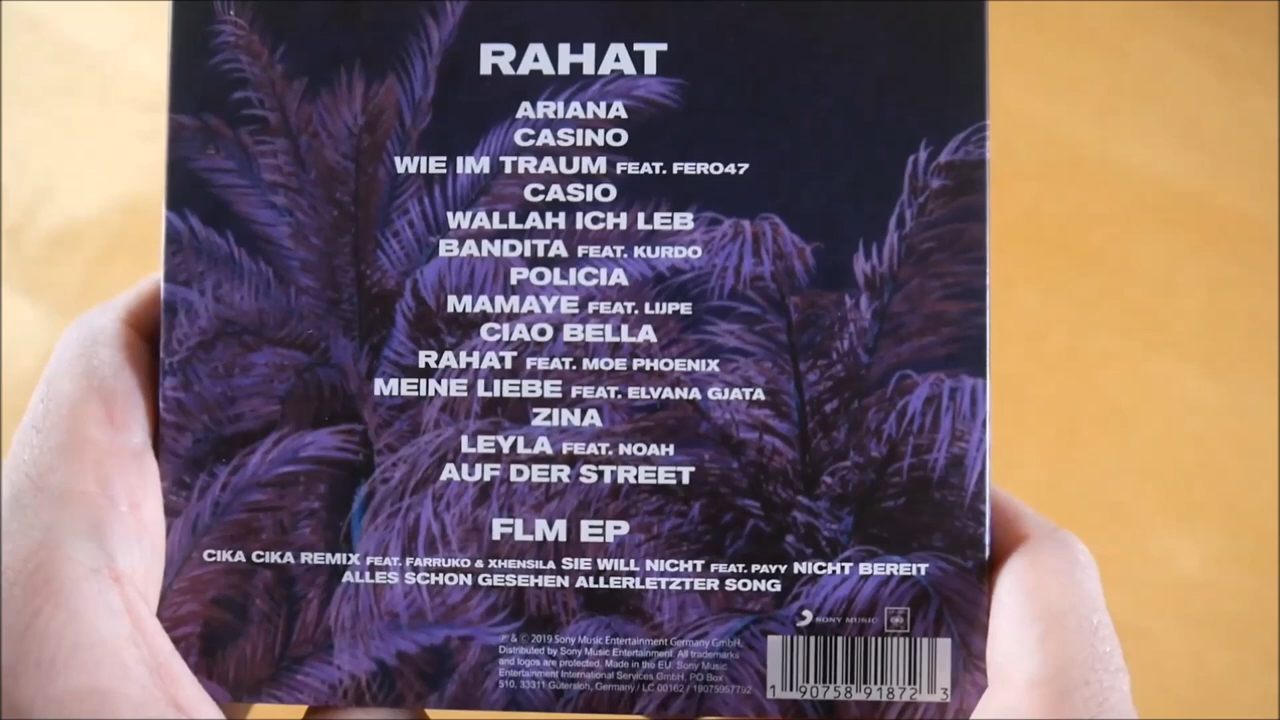 RAHAT
ARIANA
CASINO
WIE IM TRAUM FEAT. FERO47
CASIO
WALLAH ICH LEB
BANDITA FEAT. KURDO
POLICIA
MAMAYE FEAT. LIJPE
CIAO BELLA
RAHAT FEAT. MOE PHOENIX
MEINE LIEBE FEAT. ELVANA GJATA
ZINA
LEYLA FEAT. NOAH
AUF DER STREET
FLM EP
CIKA CIKA REMIX FEAT. FARRUKO & XHENSILA SIE WILL NICHT FEAT. PAYY NICHT BEREIT
ALLES SCHON GESEHEN ALLERLETZTER SONG
SONY MUSIC
℗ & © 2019 Sony Music Entertainment Germany GmbH.
Distributed by Sony Music Entertainment. All trademarks
and logos are protected. Made in the EU. Sony Music
Entertainment International Services GmbH, PO Box
510, 33311 Gütersloh, Germany / LC 00162 / 19075957792
1 90758 91872 3